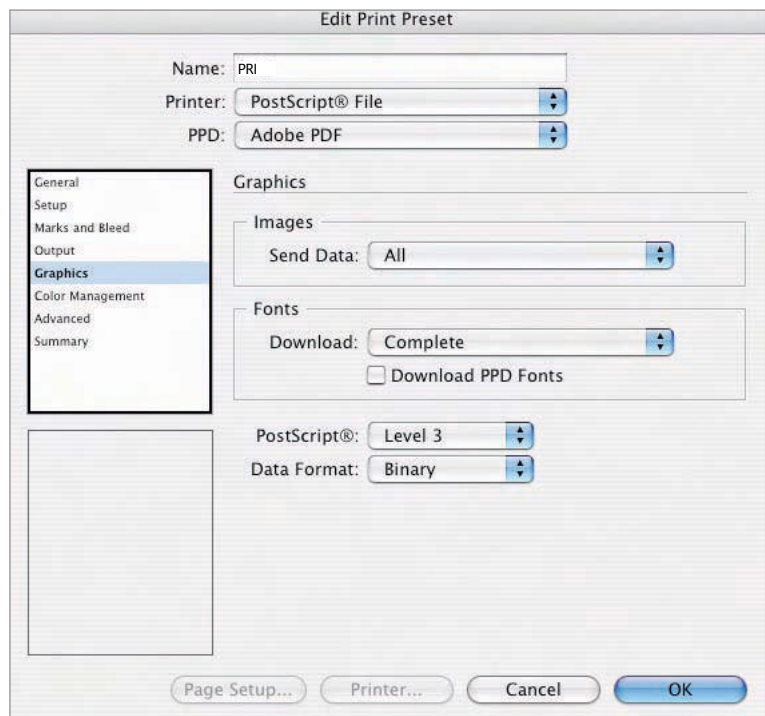 Edit Print Preset
Name: PRI
Printer: PostScript® File
PPD: Adobe PDF
General
Setup
Marks and Bleed
Output
Graphics
Color Management
Advanced
Summary
Graphics
Images
Send Data: All
Fonts
Download: Complete
Download PPD Fonts
PostScript®: Level 3
Data Format: Binary
Page Setup...
Printer...
Cancel
OK